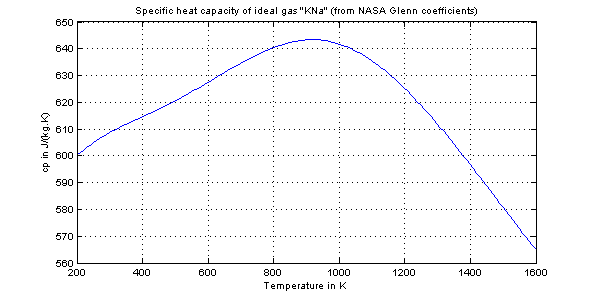 Specific heat capacity of ideal gas "KNa" (from NASA Glenn coefficients)
650
640
630
620
610
600
590
580
570
560
cp in J/(kg.K)
200 400 600 800 1000 1200 1400 1600
Temperature in K